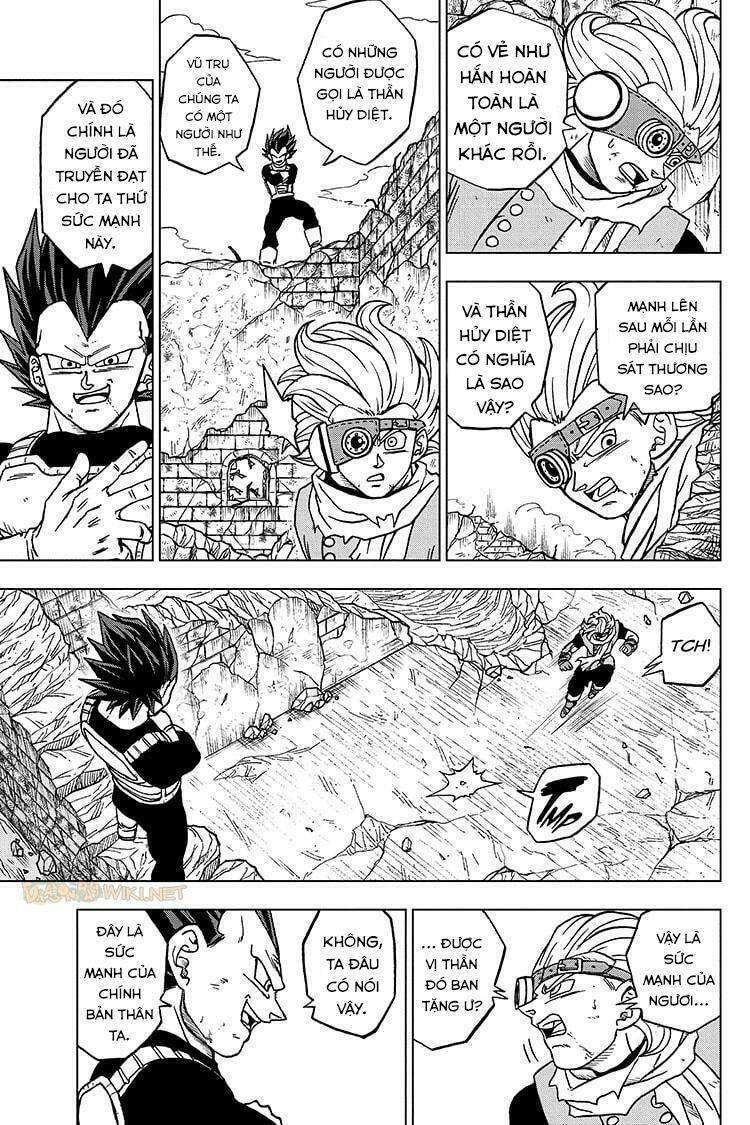 CÓ VẺ NHƯ
HẮN HOÀN
TOÀN LÀ
MỘT NGƯỜI
KHÁC RỒI.
CÓ NHỮNG
NGƯỜI ĐƯỢC
GỌI LÀ THẦN
HỦY DIỆT.
VŨ TRỤ
CỦA
CHÚNG TA
CÓ MỘT
NGƯỜI NHƯ
THẾ.
VÀ ĐÓ
CHÍNH LÀ
NGƯỜI ĐÃ
TRUYỀN ĐẠT
CHO TA THỨ
SỨC MẠNH
NÀY.
MẠNH LÊN
SAU MỖI LẦN
PHẢI CHỊU
SÁT THƯƠNG
SAO?
VÀ THẦN
HỦY DIỆT
CÓ NGHĨA
LÀ SAO
VẬY?
TCH!
TMP
VẬY LÀ
SỨC
MẠNH CỦA
NGƯƠI...
... ĐƯỢC
VỊ THẦN
ĐÓ BAN
TẶNG Ư?
KHÔNG,
TA ĐÂU
CÓ NÓI
VẬY.
ĐÂY LÀ
SỨC
MẠNH CỦA
CHÍNH
BẢN THÂN
TA.
DRAGON BALL WIKI.NET